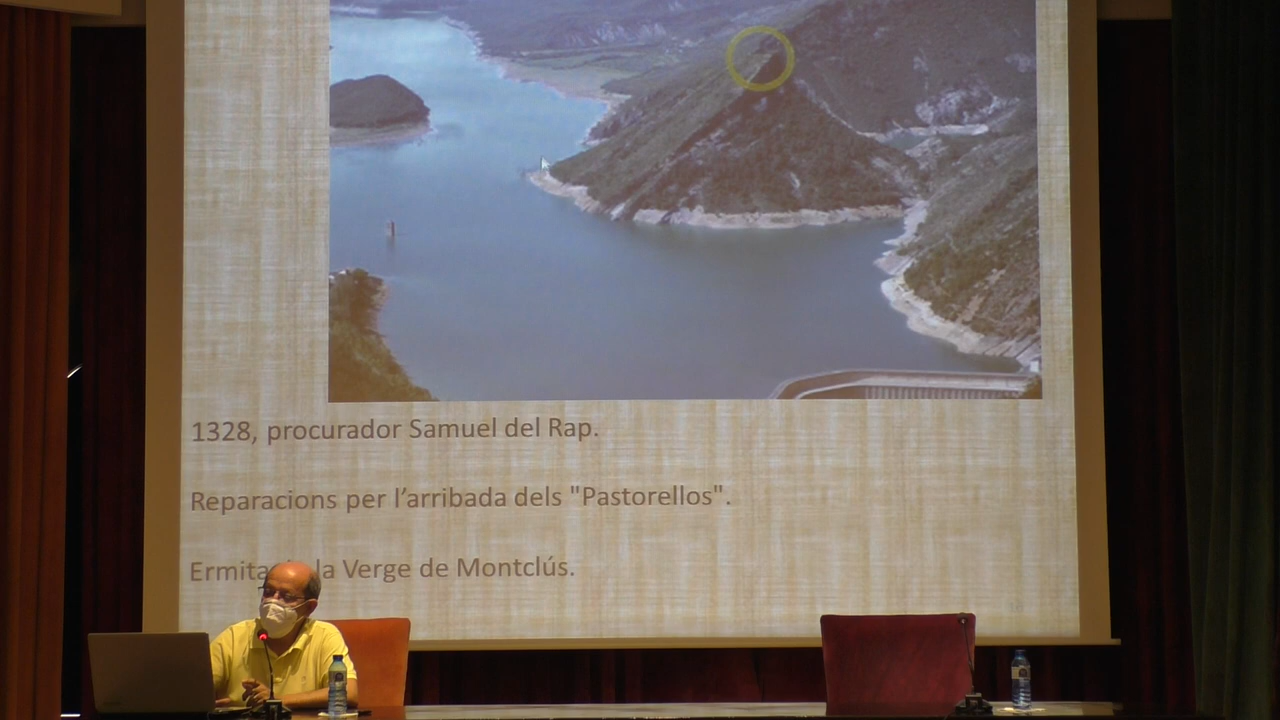 1328, procurador Samuel del Rap.
Reparacions per l’arribada dels "Pastorellos".
Ermita la Verge de Montclús.